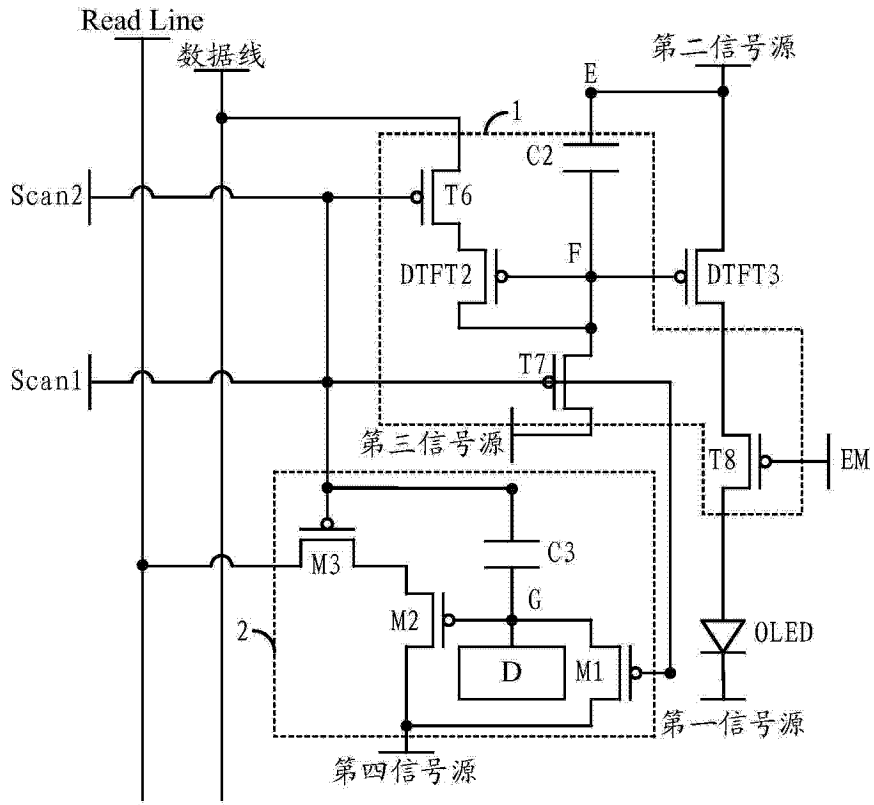 Read Line
数据线
第二信号源
E
1
C2
Scan2
T6
F
DTFT2
DTFT3
T7
Scan1
第三信号源
T8
EM
C3
M3
G
M2
2
D
M1
OLED
第一信号源
第四信号源